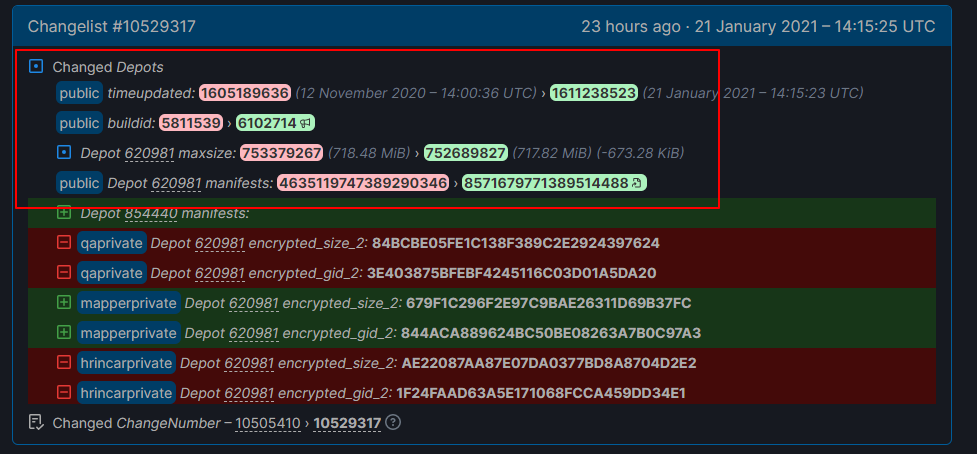 Changelist #10529317 23 hours ago · 21 January 2021 – 14:15:25 UTC
Changed Depots
public timeupdated: 1605189636 (12 November 2020 – 14:00:36 UTC) › 1611238523 (21 January 2021 – 14:15:23 UTC)
public buildid: 5811539 › 6102714
Depot 620981 maxsize: 753379267 (718.48 MiB) › 752689827 (717.82 MiB) (-673.28 KiB)
public Depot 620981 manifests: 4635119747389290346 › 8571679771389514488
Depot 854440 manifests:
qaprivate Depot 620981 encrypted_size_2: 84BCBE05FE1C138F389C2E2924397624
qaprivate Depot 620981 encrypted_gid_2: 3E403875BFEBF4245116C03D01A5DA20
mapperprivate Depot 620981 encrypted_size_2: 679F1C296F2E97C9BAE26311D69B37FC
mapperprivate Depot 620981 encrypted_gid_2: 844ACA889624BC50BE08263A7B0C97A3
hrincarprivate Depot 620981 encrypted_size_2: AE22087AA87E07DA0377BD8A8704D2E2
hrincarprivate Depot 620981 encrypted_gid_2: 1F24FAAD63A5E171068FCCA459DD34E1
Changed ChangeNumber – 10505410 › 10529317 ?